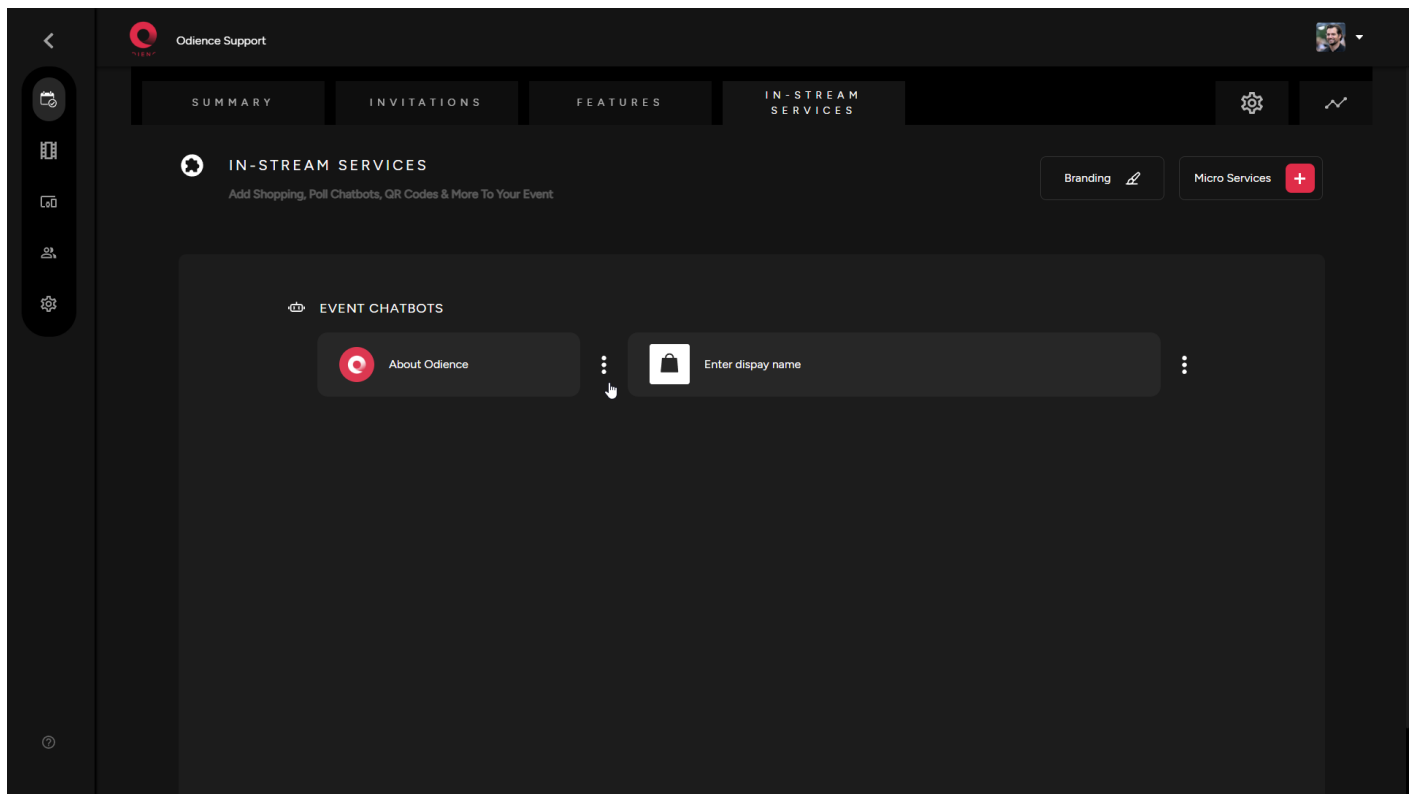 Odience Support
SUMMARY
INVITATIONS
FEATURES
IN-STREAM
SERVICES
IN-STREAM SERVICES
Add Shopping, Poll Chatbots, QR Codes & More To Your Event
Branding
Micro Services
EVENT CHATBOTS
About Odience
Enter dispay name